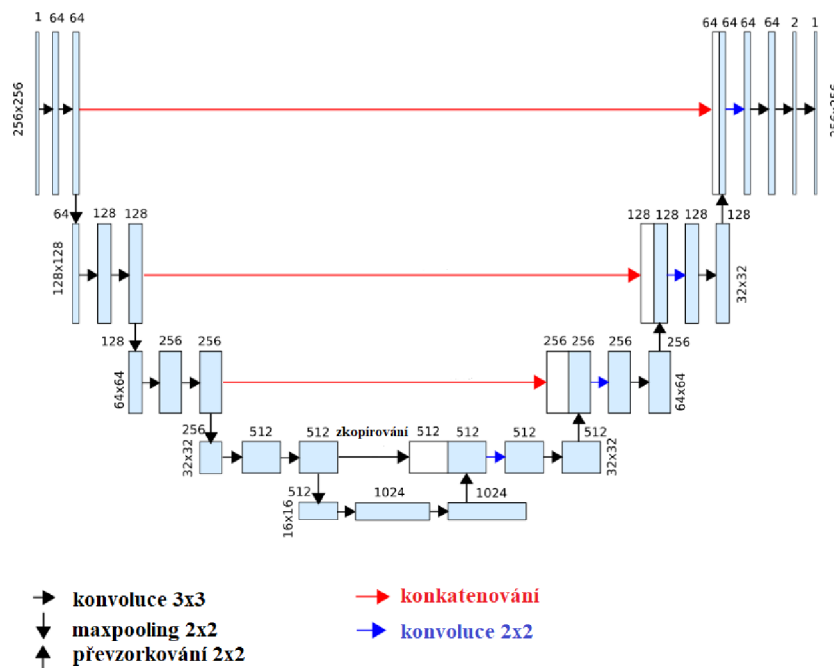 1 64 64
64 64 64 64 2 1
256x256
256x256
64 128 128
128 128 128 128
128x128
32x32
128 256 256
256 256 256 256
64x64
64x64
256 512 512 zkopírování 512 512 512 512
32x32
32x32
512 1024 1024
16x16
konvoluce 3x3
maxpooling 2x2
převzorkování 2x2
konkatenování
konvoluce 2x2